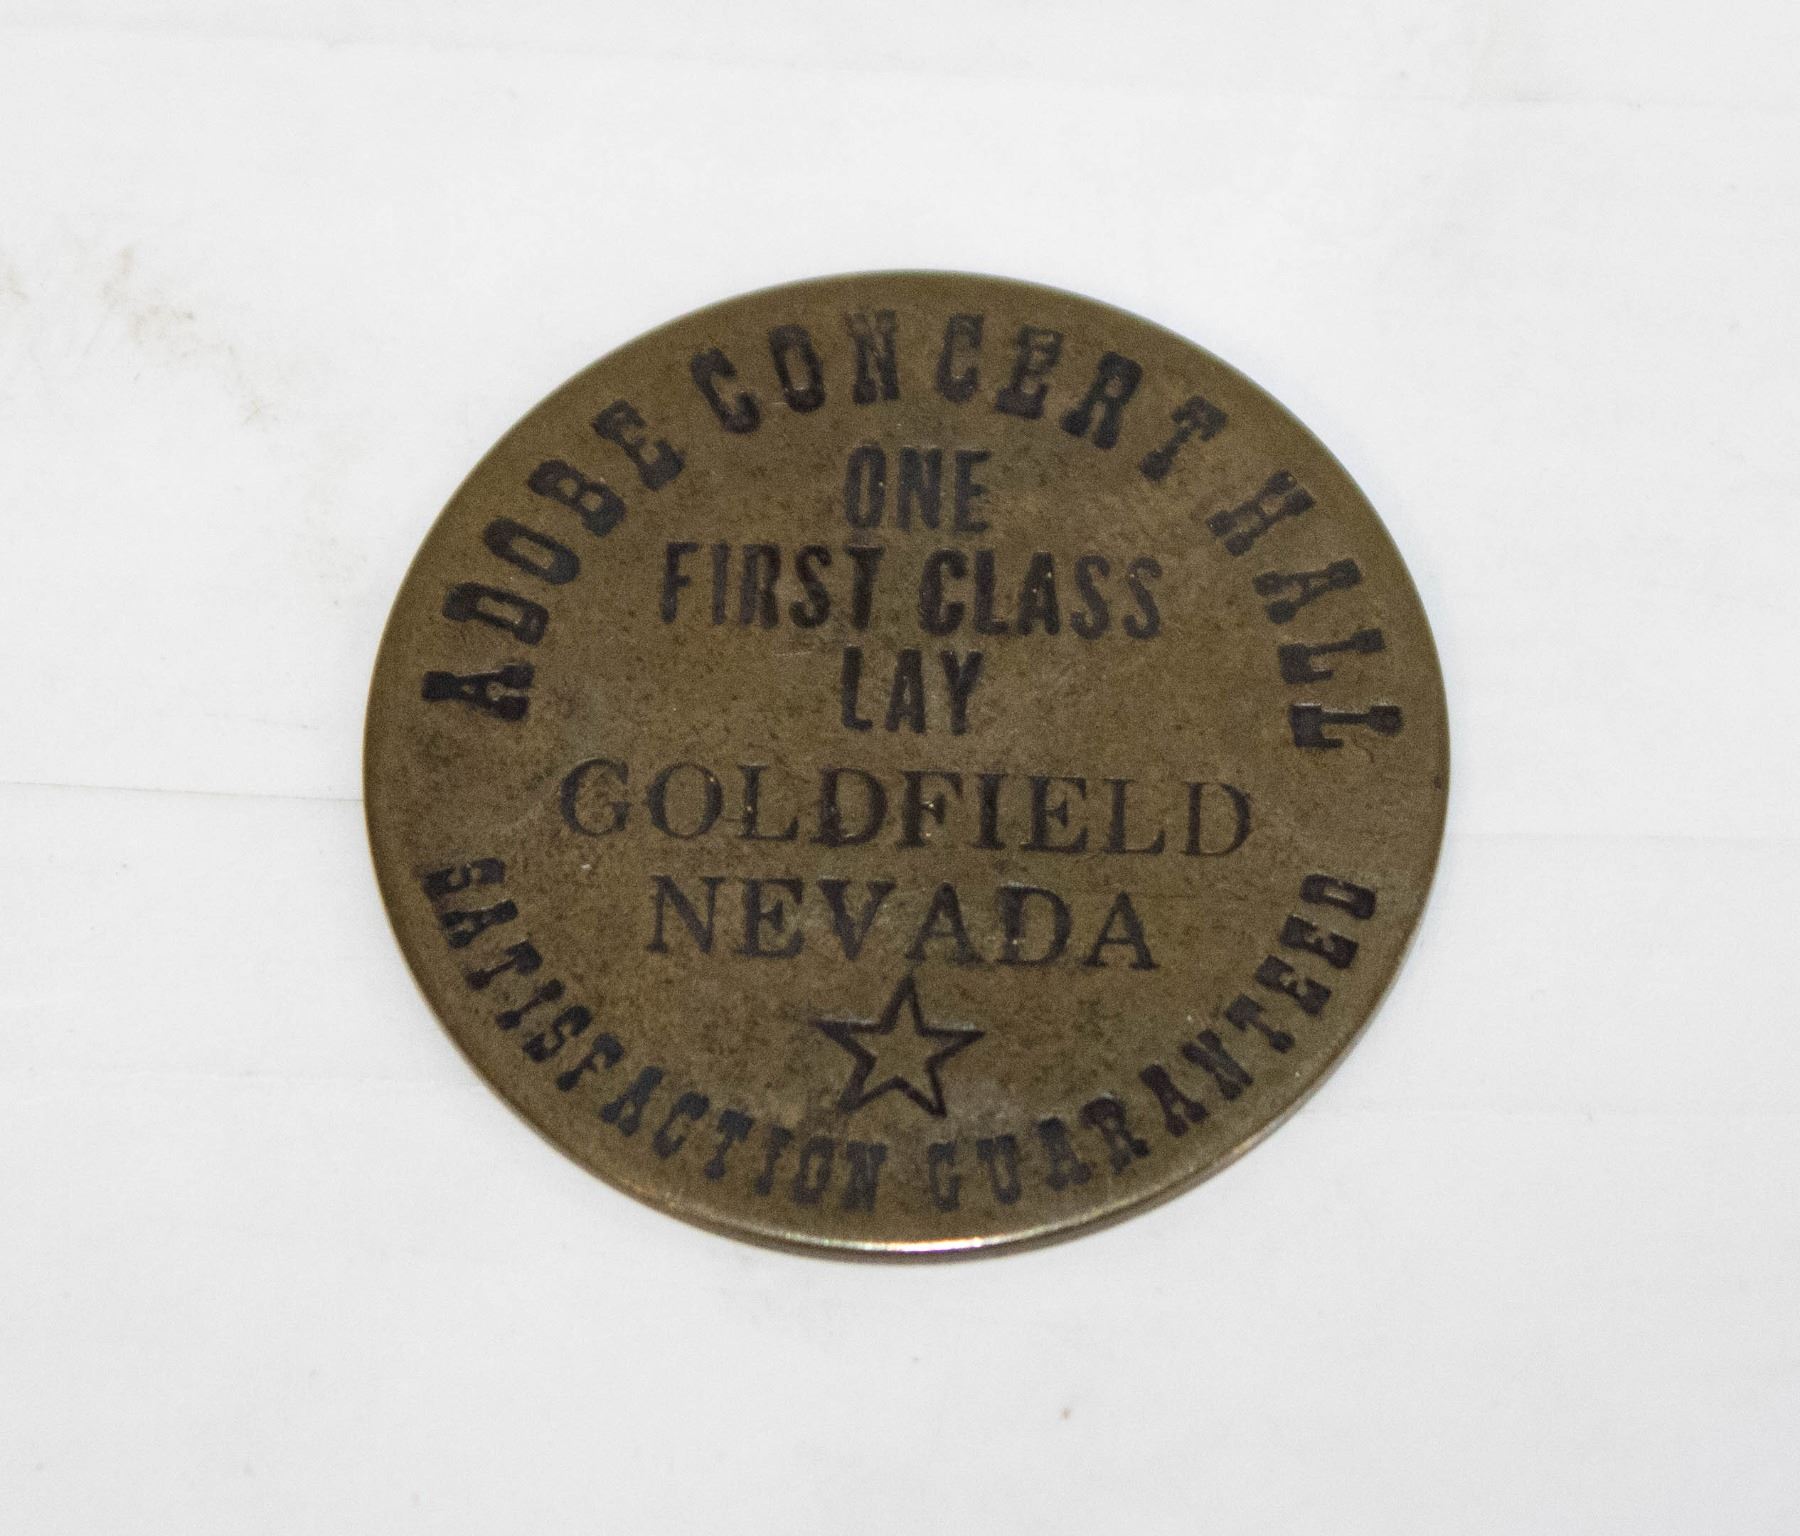 ADOBE CONCERT HALL
ONE
FIRST CLASS
LAY
GOLDFIELD
NEVADA
SATISFACTION GUARANTEED